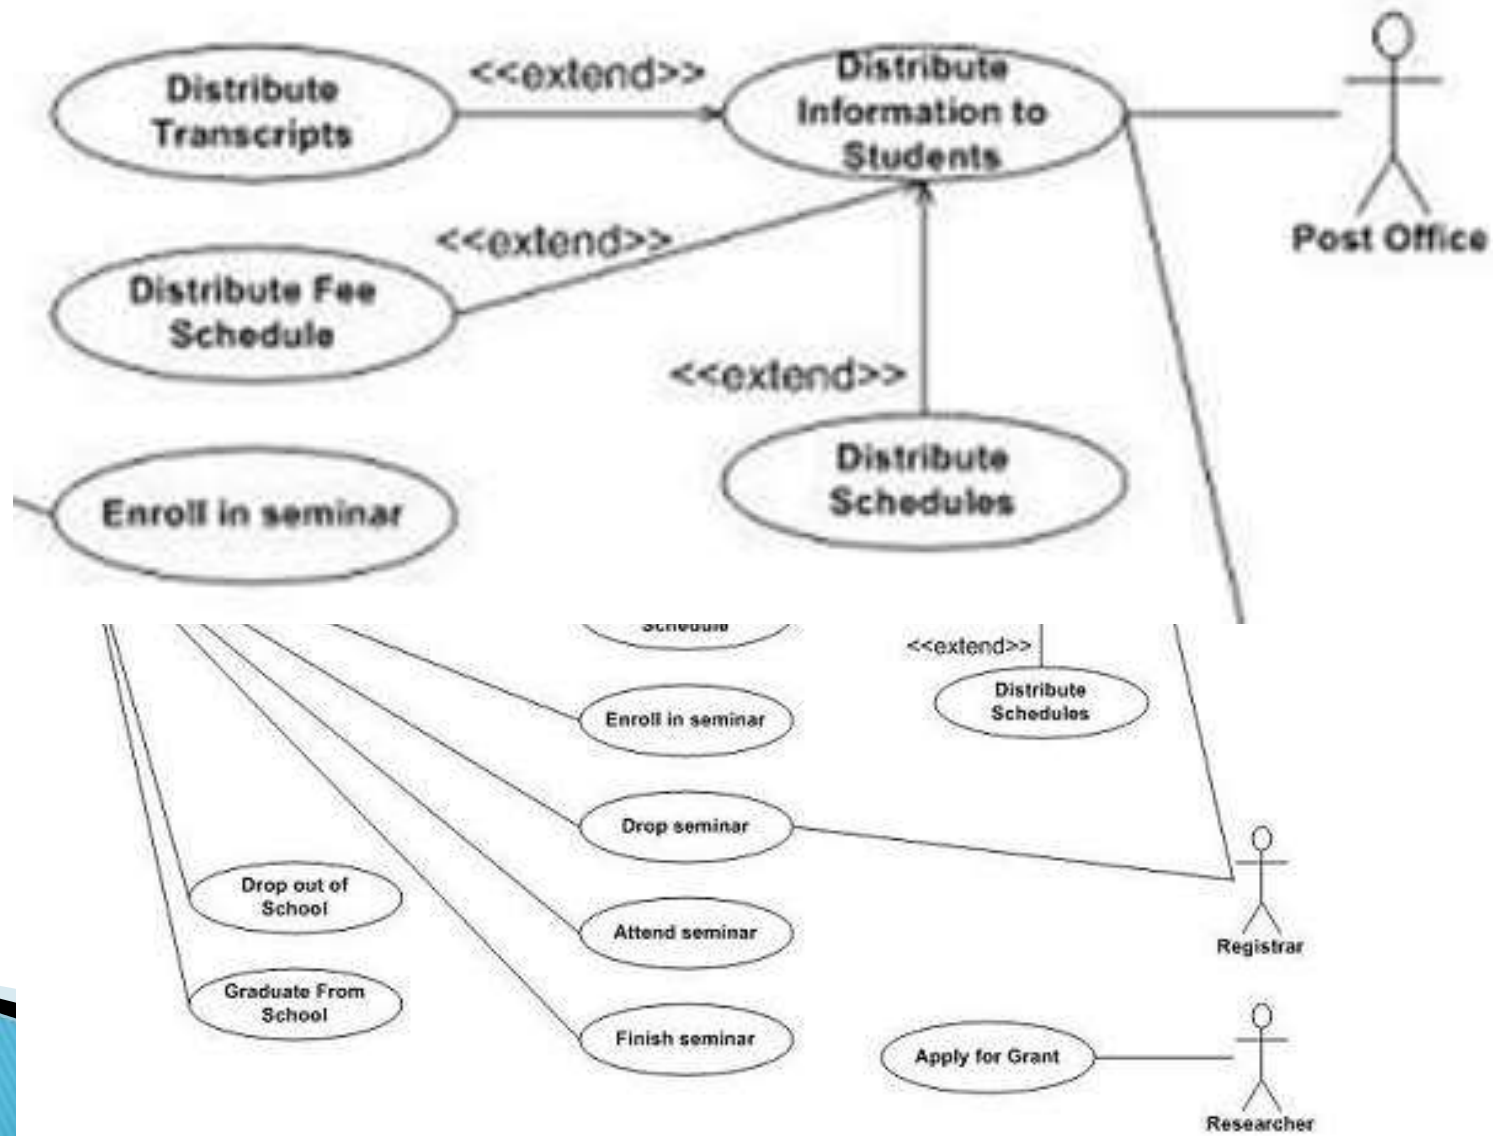 Distribute
Transcripts
<<extend>>
Distribute
Information to
Students
Post Office
<<extend>>
Distribute Fee
Schedule
<<extend>>
Distribute
Schedules
Enroll in seminar
Schedule
<<extend>>
Distribute
Schedules
Enroll in seminar
Drop seminar
Drop out of
School
Attend seminar
Registrar
Graduate From
School
Finish seminar
Apply for Grant
Researcher